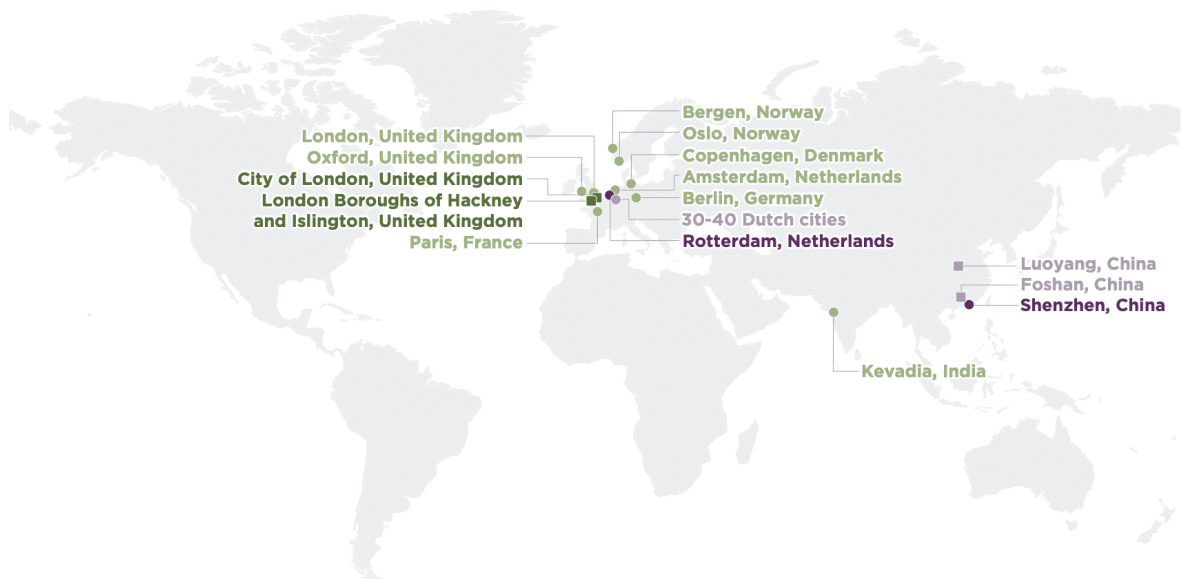 London, United Kingdom
Oxford, United Kingdom
City of London, United Kingdom
London Boroughs of Hackney
and Islington, United Kingdom
Paris, France
Bergen, Norway
Oslo, Norway
Copenhagen, Denmark
Amsterdam, Netherlands
Berlin, Germany
30-40 Dutch cities
Rotterdam, Netherlands
Luoyang, China
Foshan, China
Shenzhen, China
Kevadia, India